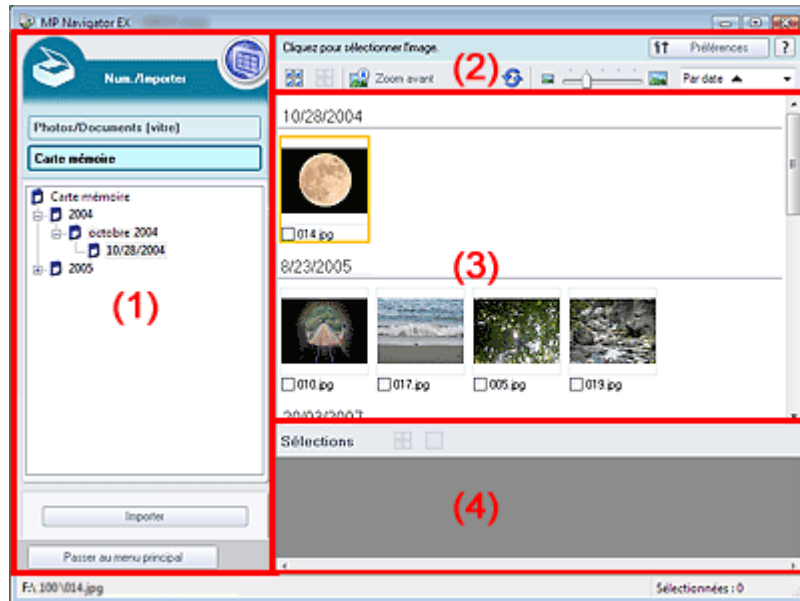 MP Navigator EX
Num./Importer
Photos/Documents (vitre)
Carte mémoire
Carte mémoire
2004
octobre 2004
10/28/2004
2005
(1)
Importer
Passer au menu principal
Cliquez pour sélectionner l'image.
Préférences
?
Zoom avant
(2)
Par date
10/28/2004
014.jpg
8/23/2005
(3)
010.jpg
017.jpg
005.jpg
019.jpg
20/03/2007
Sélections
(4)
F:\.100\014.jpg
Sélectionnées : 0